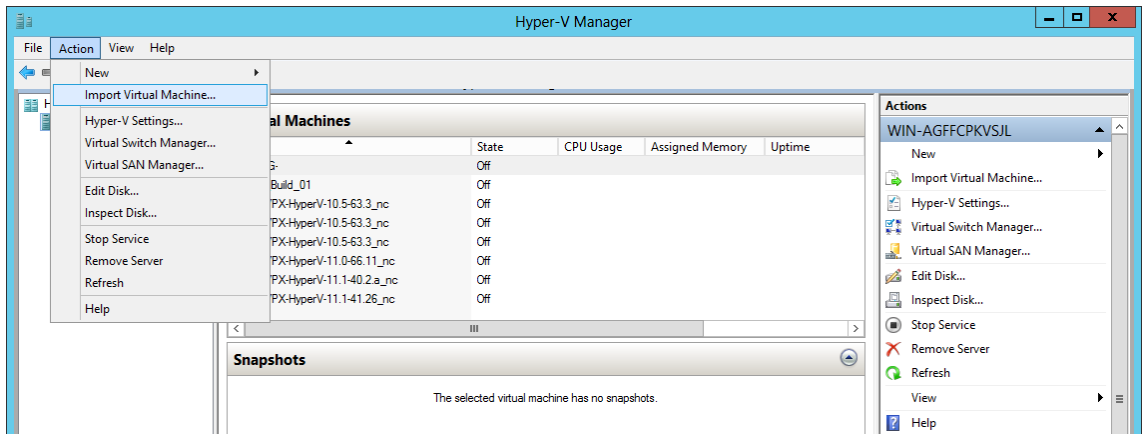 Hyper-V Manager
File Action View Help
New
Import Virtual Machine...
Hyper-V Settings...
Virtual Switch Manager...
Virtual SAN Manager...
Edit Disk...
Inspect Disk...
Stop Service
Remove Server
Refresh
Help
H
al Machines
State CPU Usage Assigned Memory Uptime
G- Off
Build_01 Off
PX-HyperV-10.5-63.3_nc Off
PX-HyperV-10.5-63.3_nc Off
PX-HyperV-10.5-63.3_nc Off
PX-HyperV-11.0-66.11_nc Off
PX-HyperV-11.1-40.2.a_nc Off
PX-HyperV-11.1-41.26_nc Off
Snapshots
The selected virtual machine has no snapshots.
Actions
WIN-AGFFCPKVSJL
New
Import Virtual Machine...
Hyper-V Settings...
Virtual Switch Manager...
Virtual SAN Manager...
Edit Disk...
Inspect Disk...
Stop Service
Remove Server
Refresh
View
Help